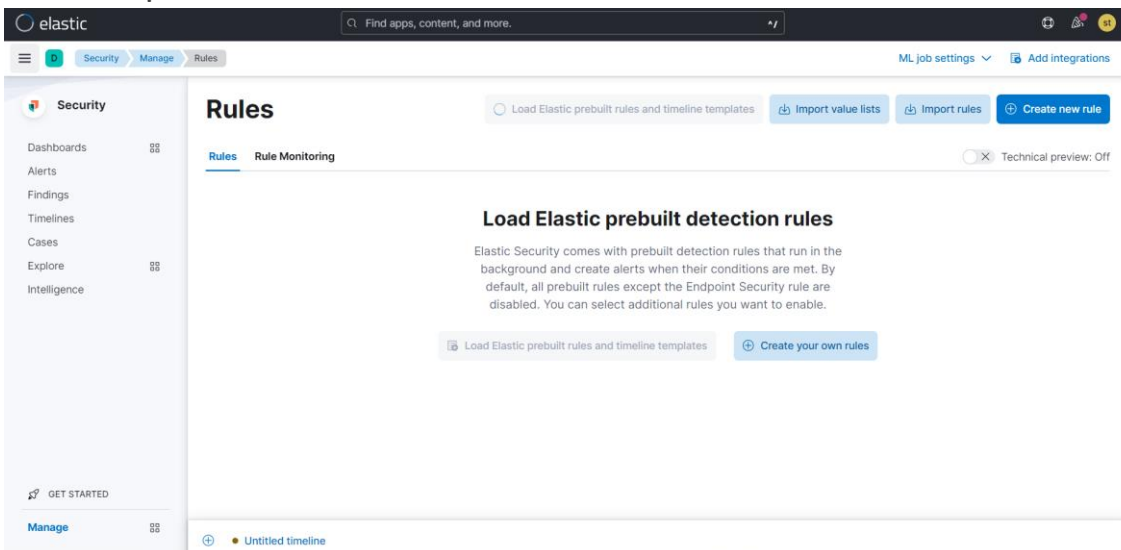 elastic
Find apps, content, and more.
^/
st
D
Security
Manage
Rules
ML job settings
Add integrations
Security
Dashboards
Alerts
Findings
Timelines
Cases
Explore
Intelligence
GET STARTED
Manage
Rules
Load Elastic prebuilt rules and timeline templates
Import value lists
Import rules
Create new rule
Rules
Rule Monitoring
Technical preview: Off
Load Elastic prebuilt detection rules
Elastic Security comes with prebuilt detection rules that run in the
background and create alerts when their conditions are met. By
default, all prebuilt rules except the Endpoint Security rule are
disabled. You can select additional rules you want to enable.
Load Elastic prebuilt rules and timeline templates
Create your own rules
Untitled timeline